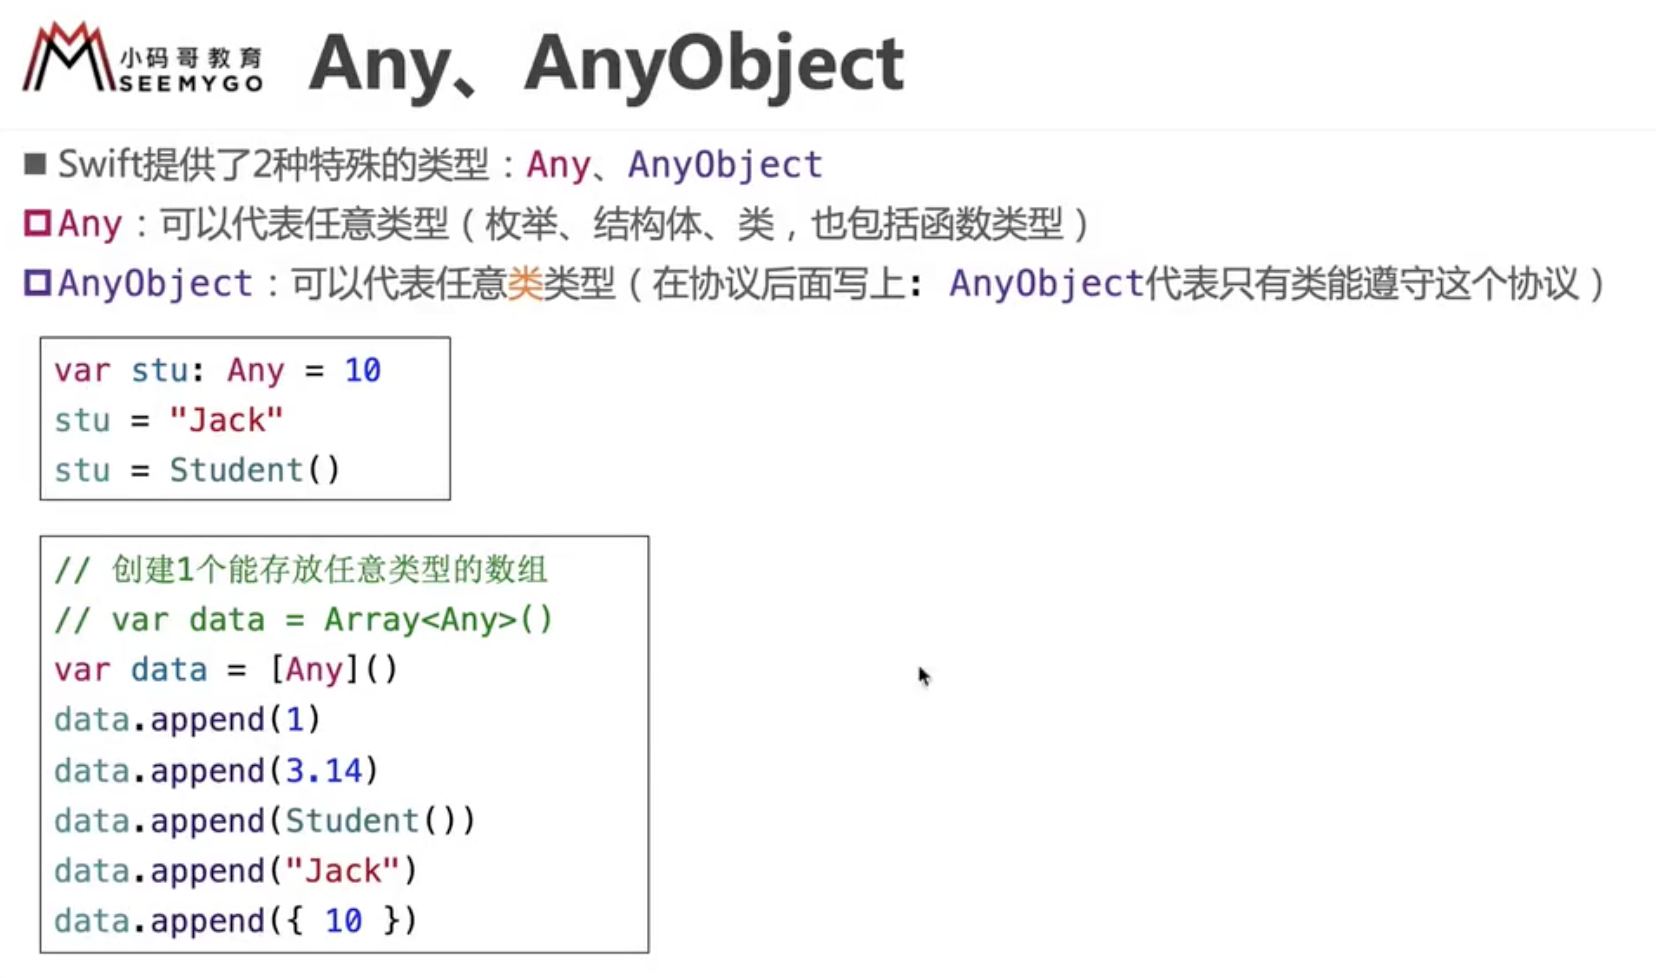 小码哥教育
SEEMYGO
Any、AnyObject
Swift提供了2种特殊的类型：Any、AnyObject
Any：可以代表任意类型（枚举、结构体、类，也包括函数类型）
AnyObject：可以代表任意类类型（在协议后面写上: AnyObject代表只有类能遵守这个协议）
var stu: Any = 10
stu = "Jack"
stu = Student()
// 创建1个能存放任意类型的数组
// var data = Array<Any>()
var data = [Any]()
data.append(1)
data.append(3.14)
data.append(Student())
data.append("Jack")
data.append({ 10 })